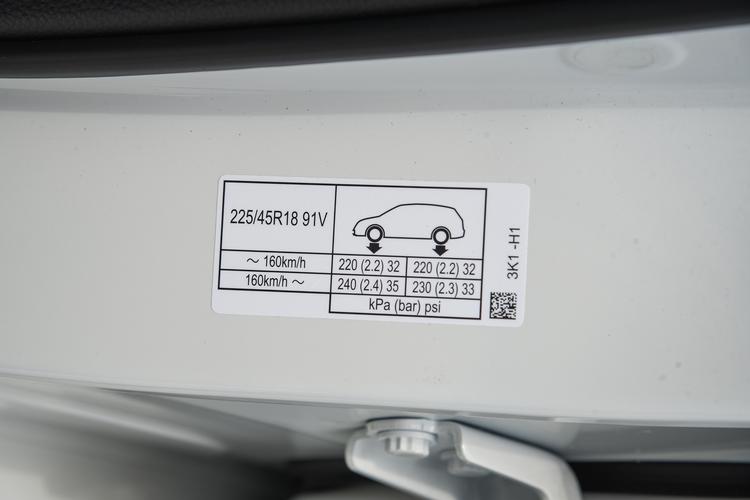 225/45R18 91V
～ 160km/h 220 (2.2) 32 220 (2.2) 32
160km/h ～ 240 (2.4) 35 230 (2.3) 33
kPa (bar) psi
3K1 -H1